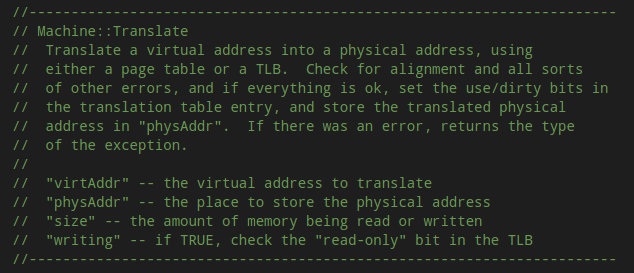 //----------------------------------------------------------------------
// Machine::Translate
//  Translate a virtual address into a physical address, using
//  either a page table or a TLB.  Check for alignment and all sorts
//  of other errors, and if everything is ok, set the use/dirty bits in
//  the translation table entry, and store the translated physical
//  address in "physAddr".  If there was an error, returns the type
//  of the exception.
//
//  "virtAddr" -- the virtual address to translate
//  "physAddr" -- the place to store the physical address
//  "size" -- the amount of memory being read or written
//  "writing" -- if TRUE, check the "read-only" bit in the TLB
//----------------------------------------------------------------------